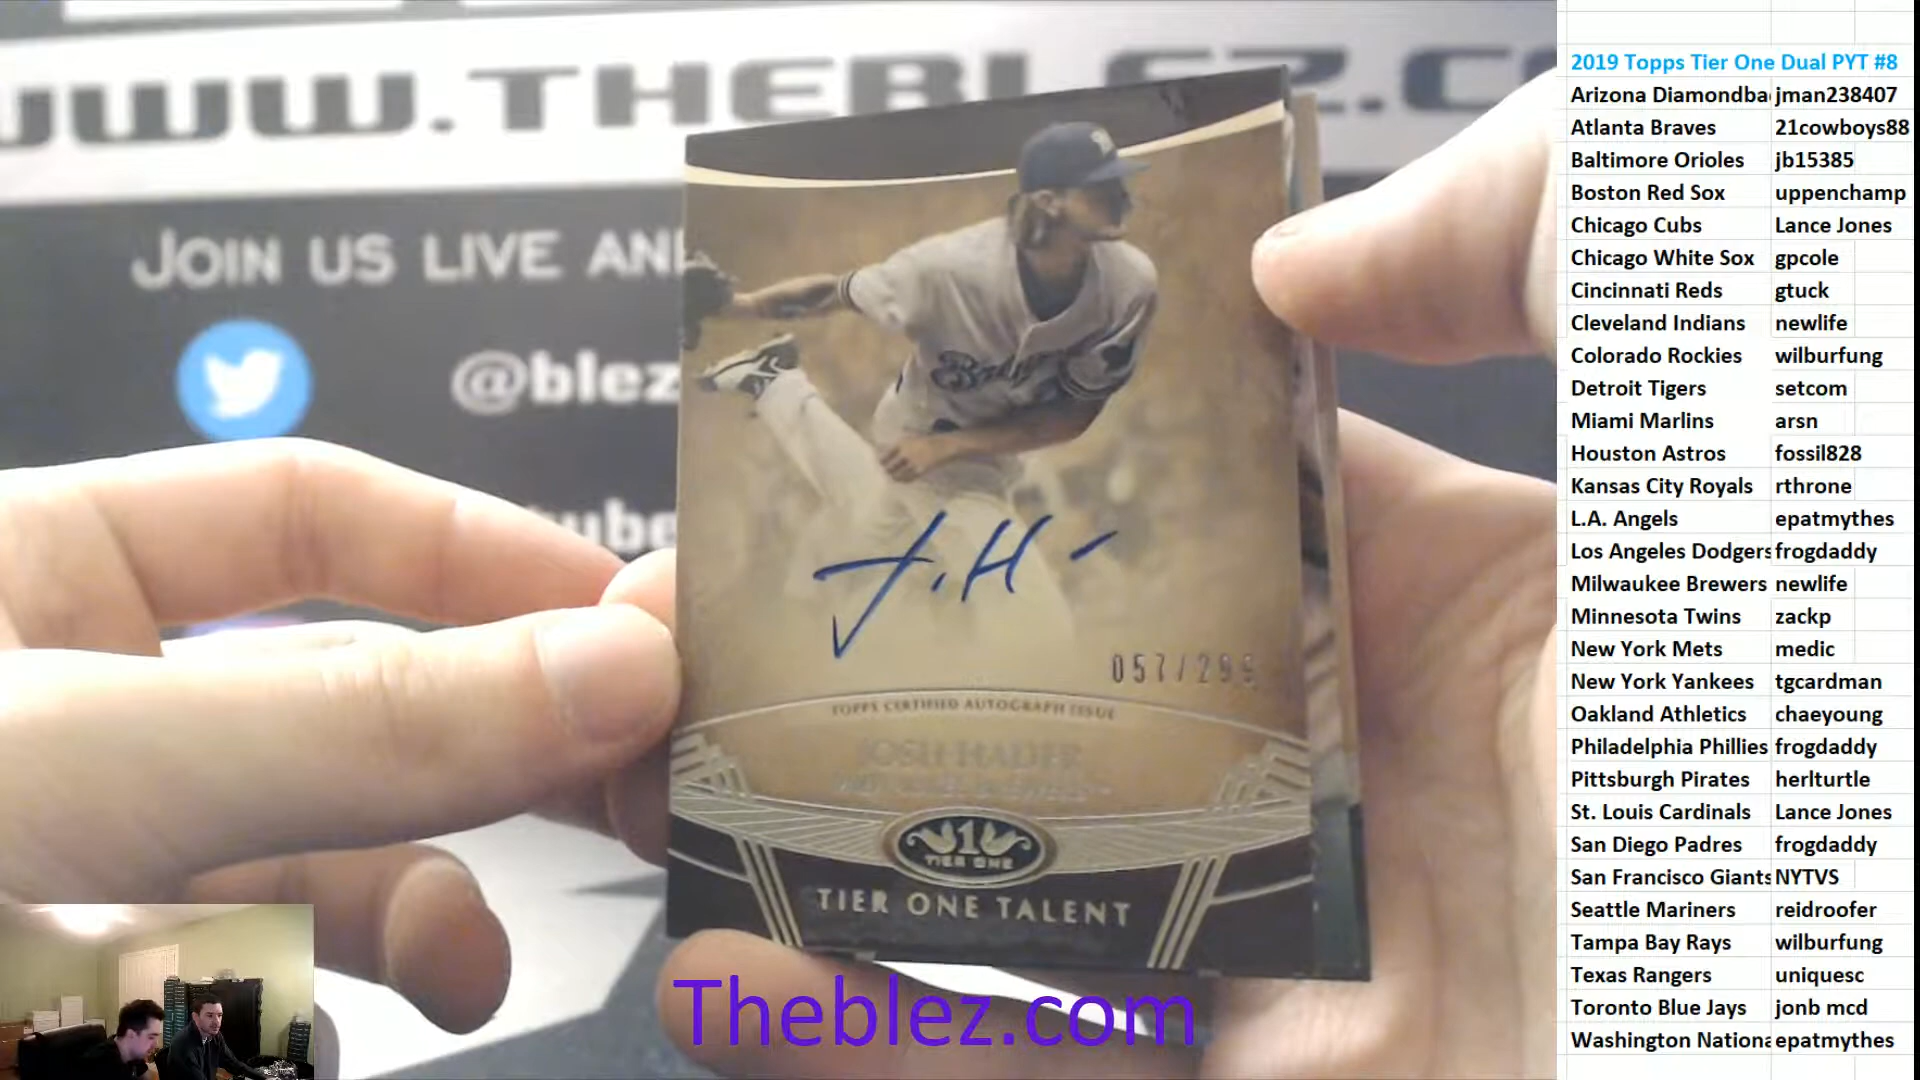 WWW.THEBLEZ.C
JOIN US LIVE AN
@blez
ube
Brew
J.H-
057/299
TOPPS CERTIFIED AUTOGRAPH ISSUE
JOSH HADER
1
TIER ONE
TIER ONE TALENT
Theblez.com
2019 Topps Tier One Dual PYT #8
Arizona Diamondba jman238407
Atlanta Braves 21cowboys88
Baltimore Orioles jb15385
Boston Red Sox uppenchamp
Chicago Cubs Lance Jones
Chicago White Sox gpcole
Cincinnati Reds gtuck
Cleveland Indians newlife
Colorado Rockies wilburfung
Detroit Tigers setcom
Miami Marlins arsn
Houston Astros fossil828
Kansas City Royals rthrone
L.A. Angels epatmythes
Los Angeles Dodgers frogdaddy
Milwaukee Brewers newlife
Minnesota Twins zackp
New York Mets medic
New York Yankees tgcardman
Oakland Athletics chaeyoung
Philadelphia Phillies frogdaddy
Pittsburgh Pirates herlturtle
St. Louis Cardinals Lance Jones
San Diego Padres frogdaddy
San Francisco Giants NYTVS
Seattle Mariners reidroofer
Tampa Bay Rays wilburfung
Texas Rangers uniquesc
Toronto Blue Jays jonb mcd
Washington Nationa epatmythes